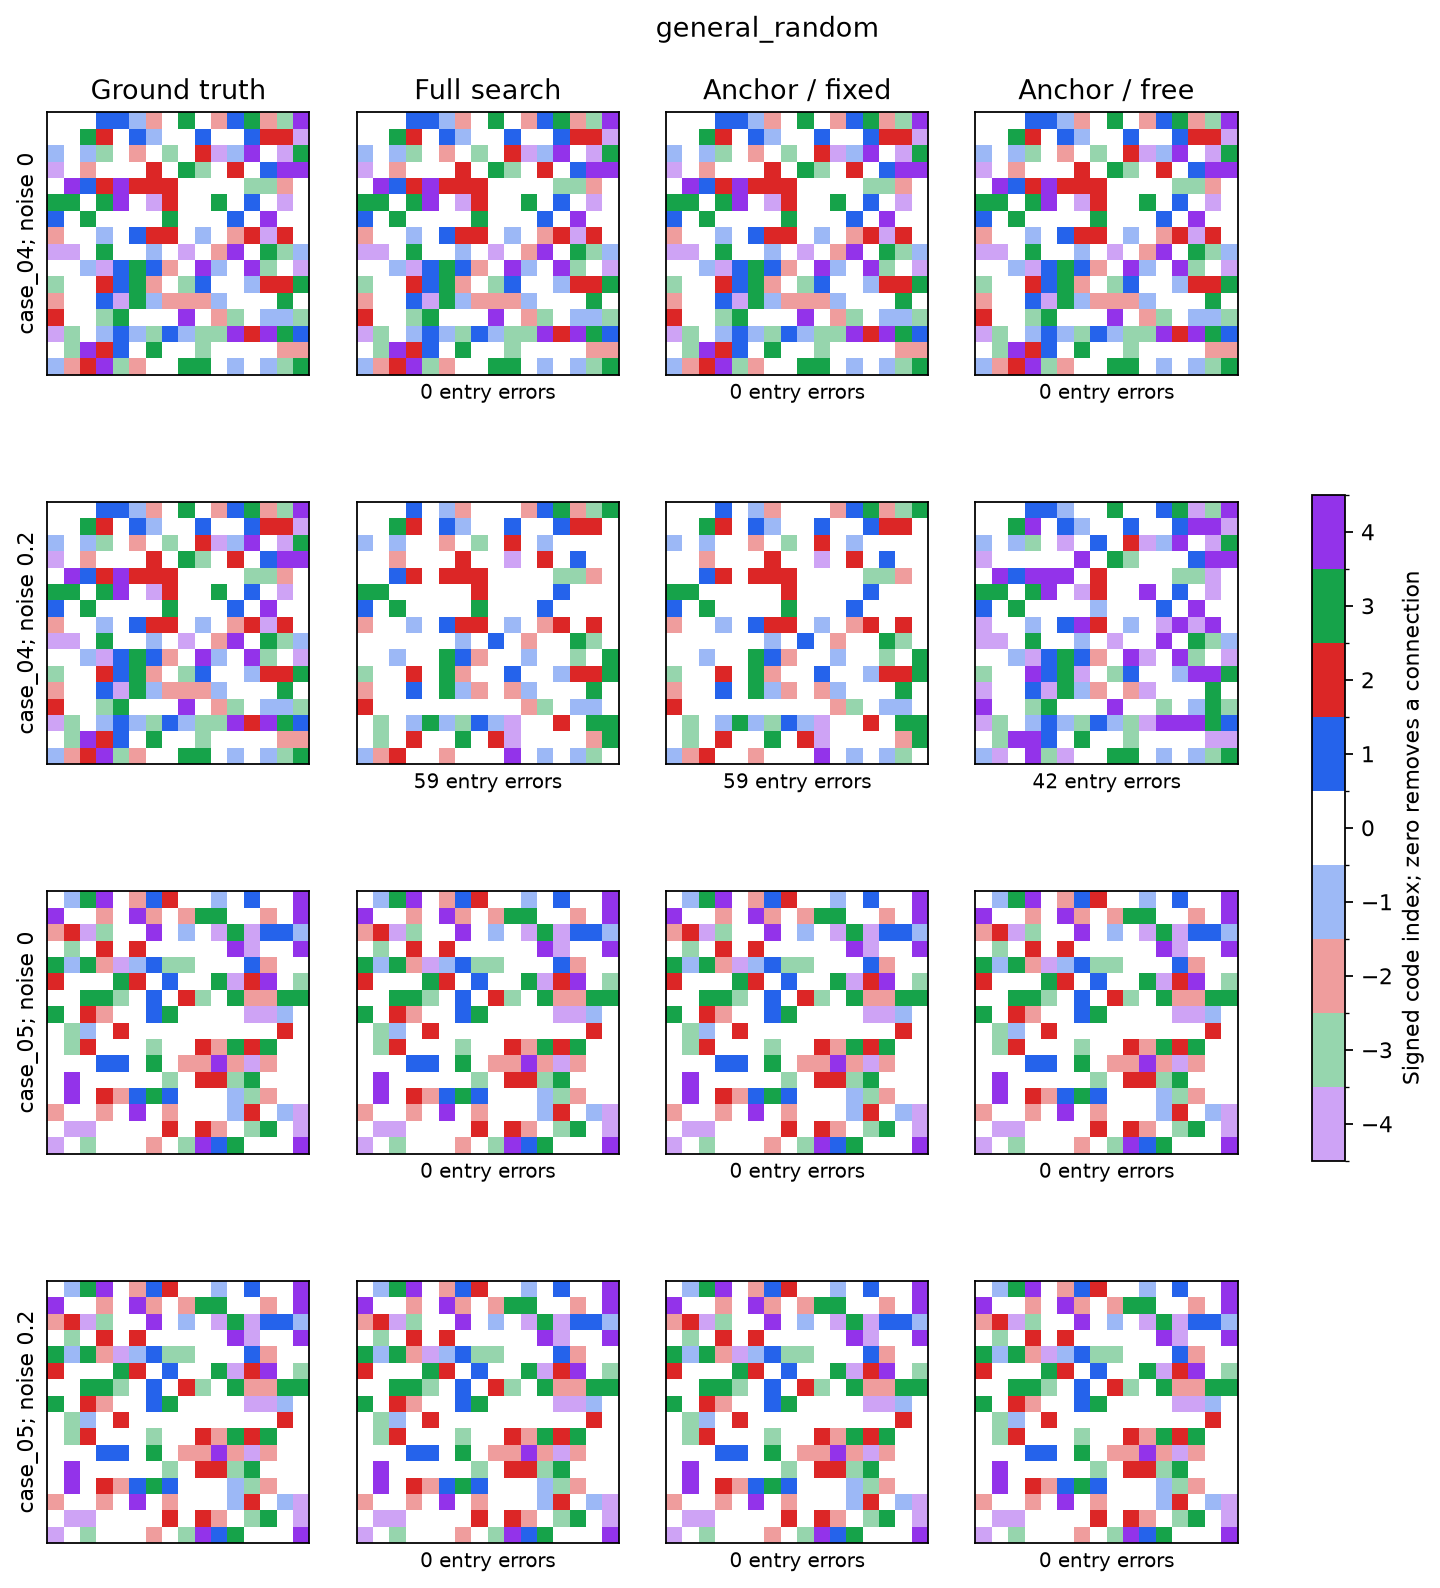 general_random
Ground truth
Full search
Anchor / fixed
Anchor / free
case_04; noise 0
0 entry errors
0 entry errors
0 entry errors
case_04; noise 0.2
59 entry errors
59 entry errors
42 entry errors
case_05; noise 0
0 entry errors
0 entry errors
0 entry errors
case_05; noise 0.2
0 entry errors
0 entry errors
0 entry errors
4
3
2
1
0
−1
−2
−3
−4
Signed code index; zero removes a connection